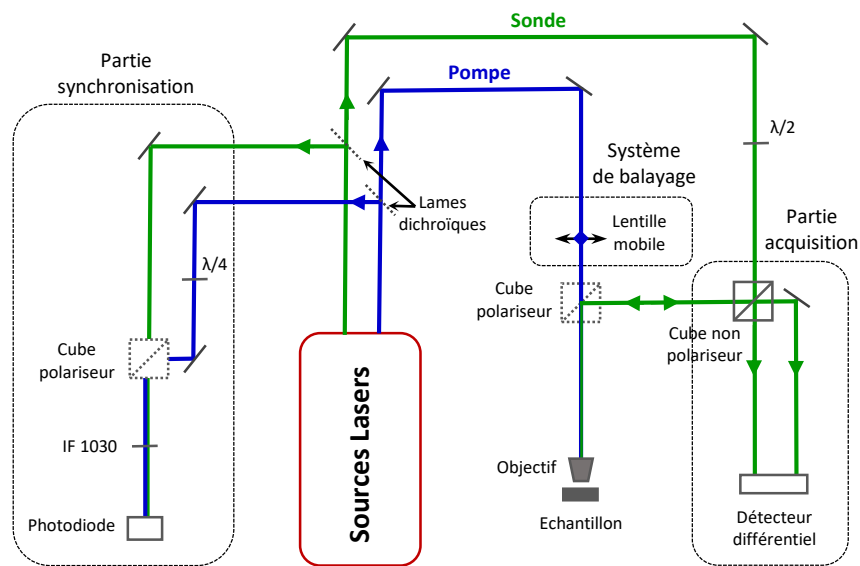 Sonde
Partie
synchronisation
Pompe
λ/2
Système
de balayage
Lames
dichroïques
Lentille
mobile
Partie
acquisition
λ/4
Cube
polariseur
Cube non
polariseur
Cube
polariseur
Sources Lasers
IF 1030
Objectif
Photodiode
Echantillon
Détecteur
différentiel